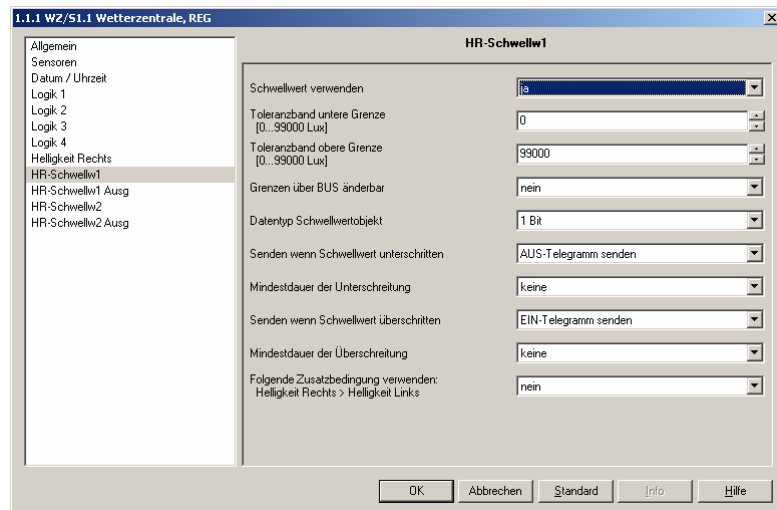 1.1.1 WZ/S1.1 Wetterzentrale, REG
Allgemein
Sensoren
Datum / Uhrzeit
Logik 1
Logik 2
Logik 3
Logik 4
Helligkeit Rechts
HR-Schwellw1
HR-Schwellw1 Ausg
HR-Schwellw2
HR-Schwellw2 Ausg
HR-Schwellw1
Schwellwert verwenden
ja
Toleranzband untere Grenze
[0...99000 Lux]
0
Toleranzband obere Grenze
[0...99000 Lux]
99000
Grenzen über BUS änderbar
nein
Datentyp Schwellwertobjekt
1 Bit
Senden wenn Schwellwert unterschritten
AUS-Telegramm senden
Mindestdauer der Unterschreitung
keine
Senden wenn Schwellwert überschritten
EIN-Telegramm senden
Mindestdauer der Überschreitung
keine
Folgende Zusatzbedingung verwenden:
Helligkeit Rechts > Helligkeit Links
nein
OK
Abbrechen
Standard
Info
Hilfe